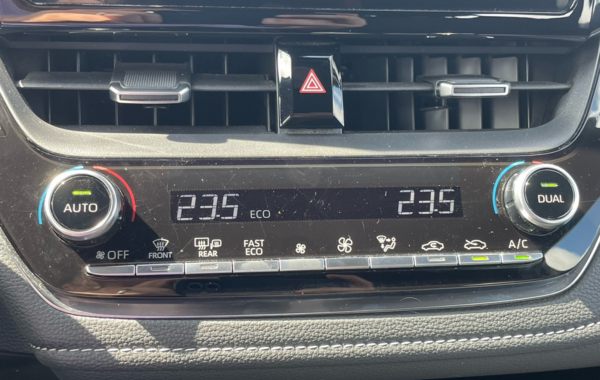 AUTO
23.5 ECO 23.5
DUAL
OFF FRONT REAR FAST ECO A/C